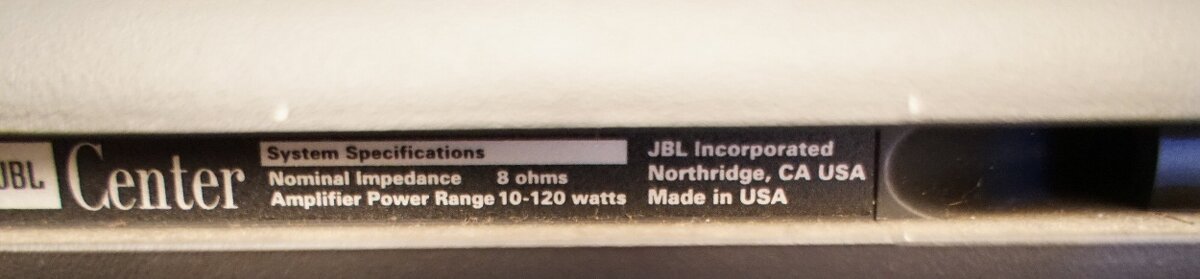 JBL Center
System Specifications
Nominal Impedance 8 ohms
Amplifier Power Range 10-120 watts
JBL Incorporated
Northridge, CA USA
Made in USA